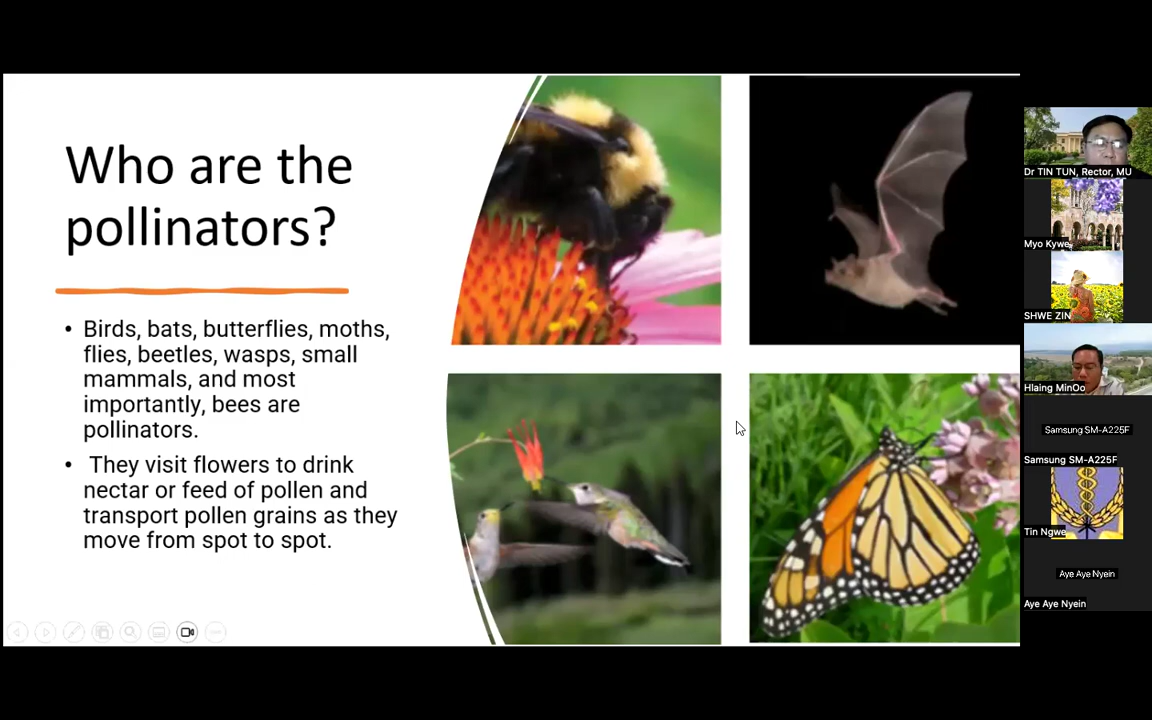 Who are the
pollinators?
• Birds, bats, butterflies, moths,
flies, beetles, wasps, small
mammals, and most
importantly, bees are
pollinators.
• They visit flowers to drink
nectar or feed of pollen and
transport pollen grains as they
move from spot to spot.
Dr TIN TUN, Rector, MU
Myo Kywe
SHWE ZIN
Hlaing MinOo
Samsung SM-A225F
Samsung SM-A225F
Tin Ngwe
Aye Aye Nyein
Aye Aye Nyein